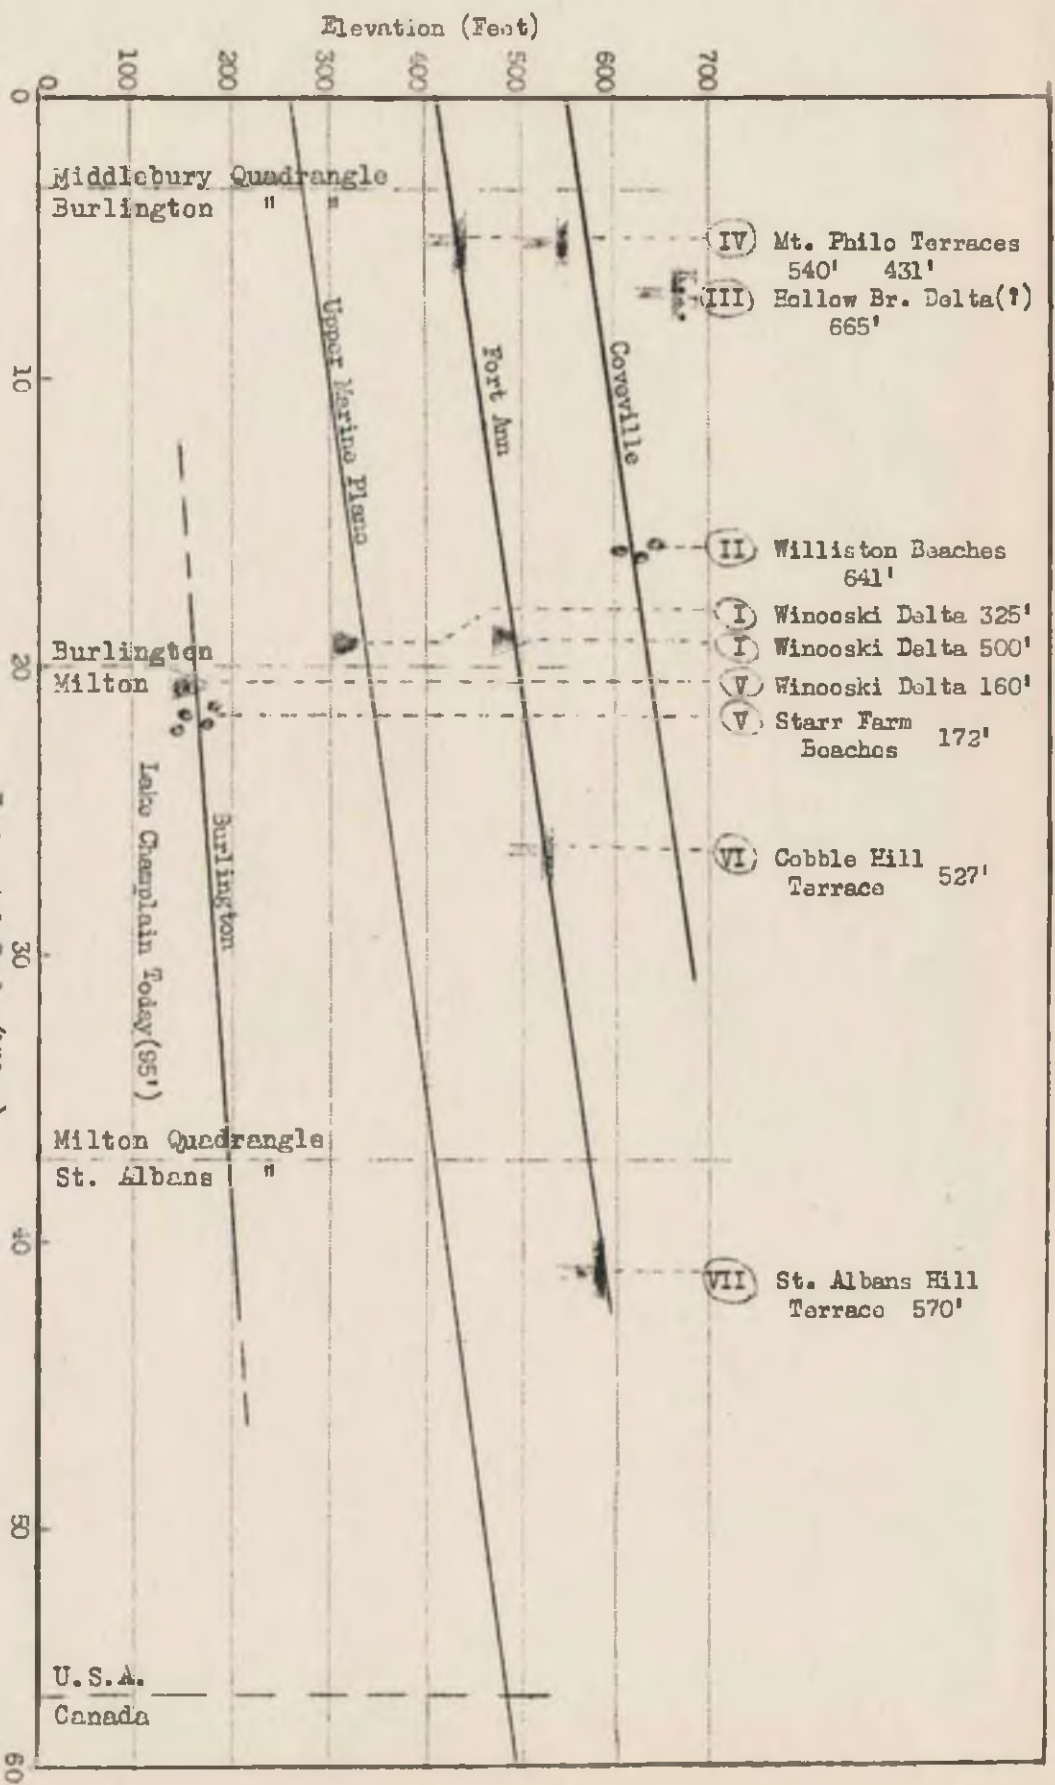 Elevation (Feet)
0
100
200
300
400
500
600
700
0
10
20
30
40
50
60
Middlebury Quadrangle
Burlington " "
Upper Marine Plane
Fort Ann
Coveville
IV Mt. Philo Terraces
540' 431'
III Hollow Br. Delta(?)
665'
II Williston Beaches
641'
I Winooski Delta 325'
I Winooski Delta 500'
V Winooski Delta 160'
V Starr Farm
Beaches 172'
Burlington
Milton
Burlington
Lake Champlain Today(95')
VI Cobble Hill
Terrace 527'
Milton Quadrangle
St. Albans "
VII St. Albans Hill
Terrace 570'
U.S.A.
Canada